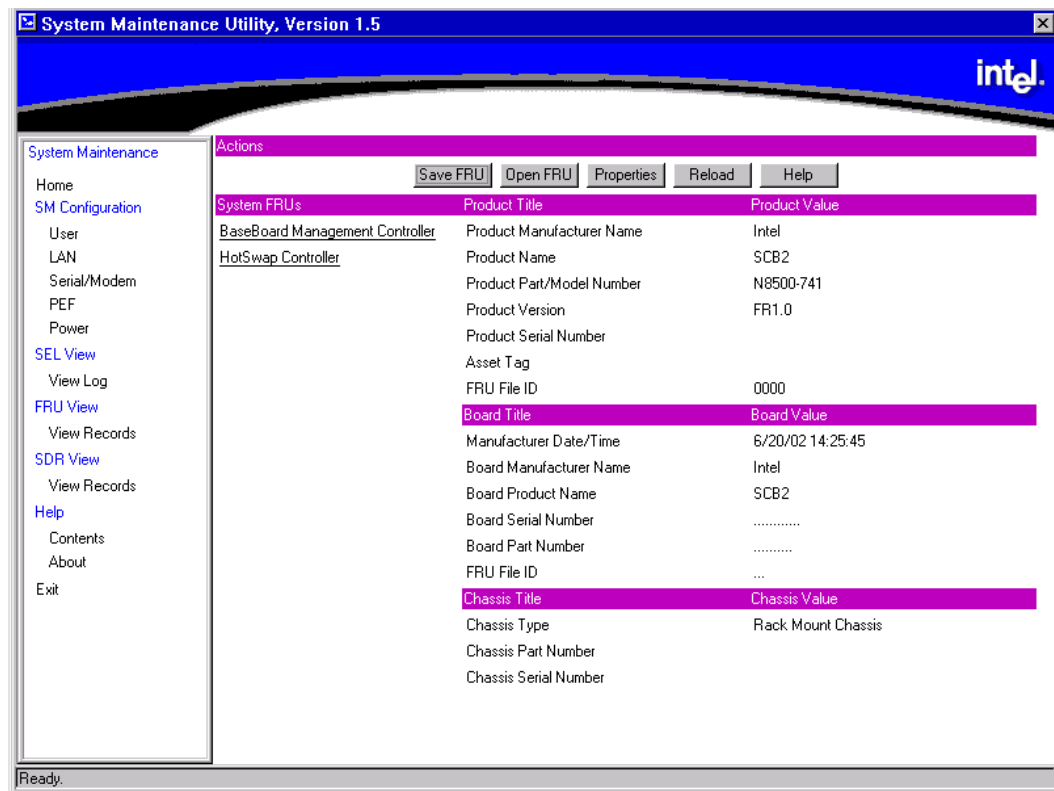 System Maintenance Utility, Version 1.5
intel.
System Maintenance
Home
SM Configuration
User
LAN
Serial/Modem
PEF
Power
SEL View
View Log
FRU View
View Records
SDR View
View Records
Help
Contents
About
Exit
Actions
Save FRU Open FRU Properties Reload Help
System FRUs Product Title Product Value
BaseBoard Management Controller Product Manufacturer Name Intel
HotSwap Controller Product Name SCB2
Product Part/Model Number N8500-741
Product Version FR1.0
Product Serial Number
Asset Tag
FRU File ID 0000
Board Title Board Value
Manufacturer Date/Time 6/20/02 14:25:45
Board Manufacturer Name Intel
Board Product Name SCB2
Board Serial Number ............
Board Part Number ..........
FRU File ID ...
Chassis Title Chassis Value
Chassis Type Rack Mount Chassis
Chassis Part Number
Chassis Serial Number
Ready.